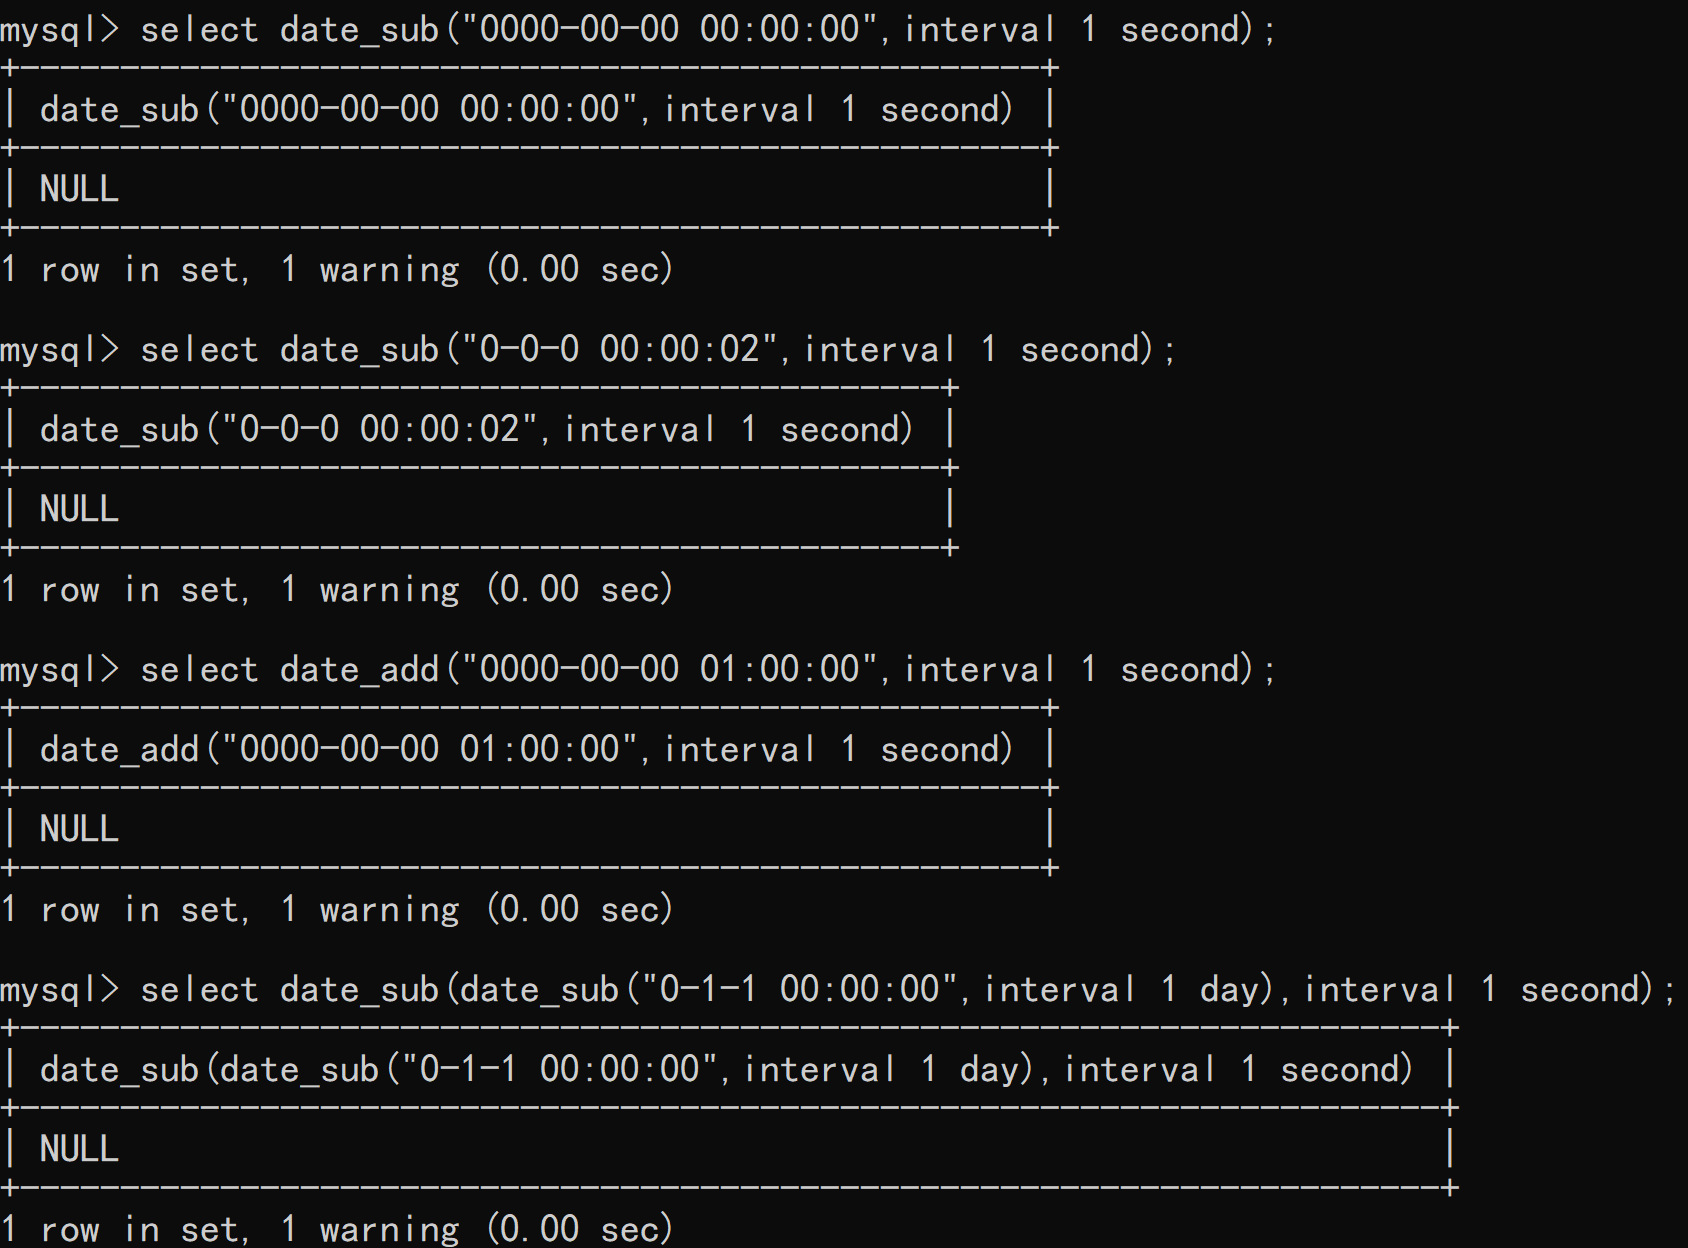 mysql> select date_sub("0000-00-00 00:00:00",interval 1 second);
+---------------------------------------------------+
| date_sub("0000-00-00 00:00:00",interval 1 second) |
+---------------------------------------------------+
| NULL                                              |
+---------------------------------------------------+
1 row in set, 1 warning (0.00 sec)

mysql> select date_sub("0-0-0 00:00:02",interval 1 second);
+----------------------------------------------+
| date_sub("0-0-0 00:00:02",interval 1 second) |
+----------------------------------------------+
| NULL                                         |
+----------------------------------------------+
1 row in set, 1 warning (0.00 sec)

mysql> select date_add("0000-00-00 01:00:00",interval 1 second);
+---------------------------------------------------+
| date_add("0000-00-00 01:00:00",interval 1 second) |
+---------------------------------------------------+
| NULL                                              |
+---------------------------------------------------+
1 row in set, 1 warning (0.00 sec)

mysql> select date_sub(date_sub("0-1-1 00:00:00",interval 1 day),interval 1 second);
+-----------------------------------------------------------------------+
| date_sub(date_sub("0-1-1 00:00:00",interval 1 day),interval 1 second) |
+-----------------------------------------------------------------------+
| NULL                                                                  |
+-----------------------------------------------------------------------+
1 row in set, 1 warning (0.00 sec)